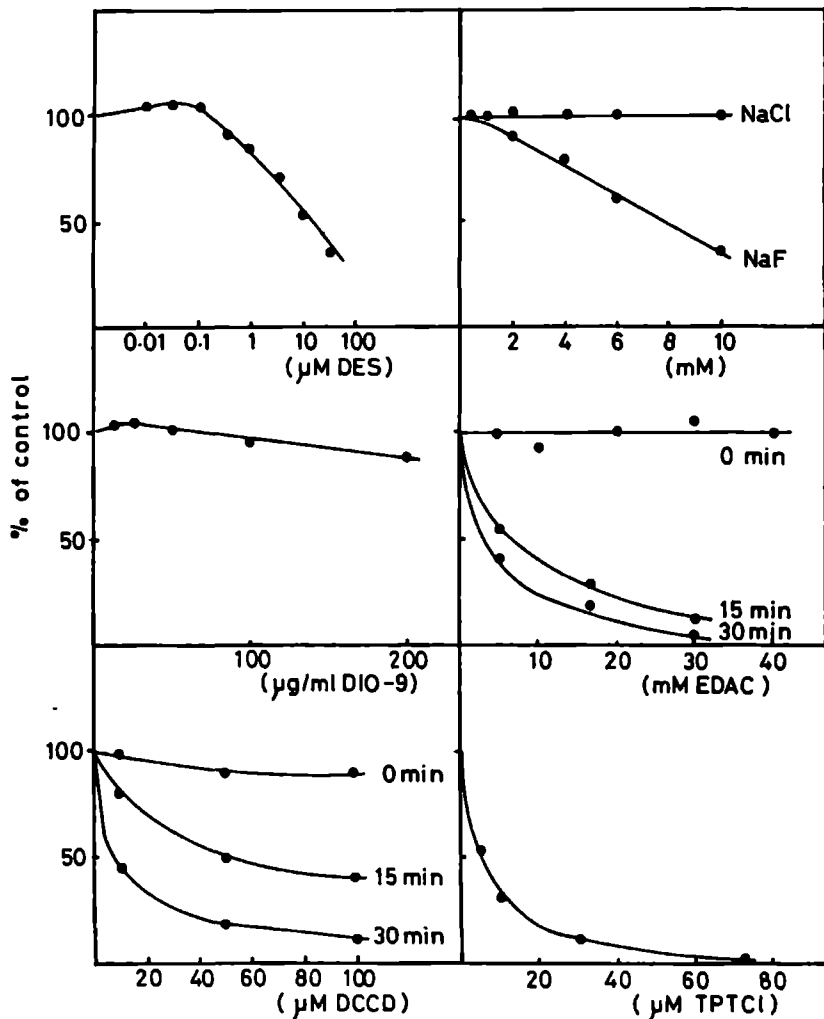 % of control
100
50
0.01 0.1 1 10 100
(µM DES)
NaCl
NaF
2 4 6 8 10
(mM)
100
50
100 200
(µg/ml DIO-9)
0 min
15 min
30 min
10 20 30 40
(mM EDAC)
100
50
0 min
15 min
30 min
20 40 60 80 100
(µM DCCD)
20 40 60 80
(µM TPTCl)